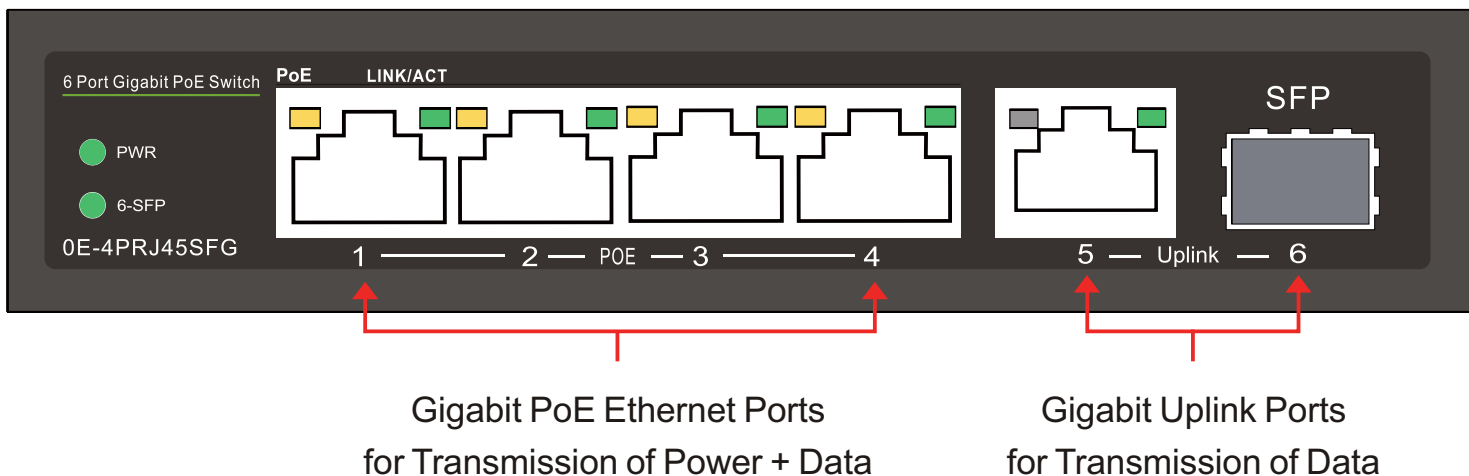 6 Port Gigabit PoE Switch
PoE LINK/ACT
SFP
PWR
6-SFP
0E-4PRJ45SFG
1 2 POE 3 4
5 Uplink 6
Gigabit PoE Ethernet Ports
for Transmission of Power + Data
Gigabit Uplink Ports
for Transmission of Data